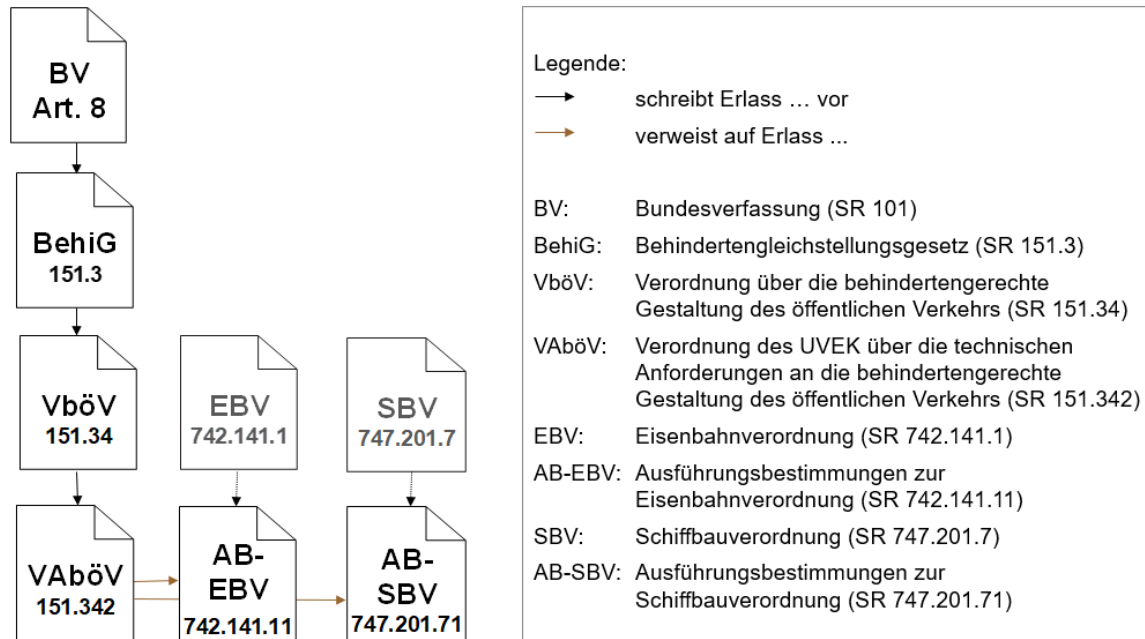 BV
Art. 8
BehiG
151.3
VböV
151.34
EBV
742.141.1
SBV
747.201.7
VAböV
151.342
AB-
EBV
742.141.11
AB-
SBV
747.201.71
Legende:
schreibt Erlass … vor
verweist auf Erlass ...
BV: Bundesverfassung (SR 101)
BehiG: Behindertengleichstellungsgesetz (SR 151.3)
VböV: Verordnung über die behindertengerechte
Gestaltung des öffentlichen Verkehrs (SR 151.34)
VAböV: Verordnung des UVEK über die technischen
Anforderungen an die behindertengerechte
Gestaltung des öffentlichen Verkehrs (SR 151.342)
EBV: Eisenbahnverordnung (SR 742.141.1)
AB-EBV: Ausführungsbestimmungen zur
Eisenbahnverordnung (SR 742.141.11)
SBV: Schiffbauverordnung (SR 747.201.7)
AB-SBV: Ausführungsbestimmungen zur
Schiffbauverordnung (SR 747.201.71)